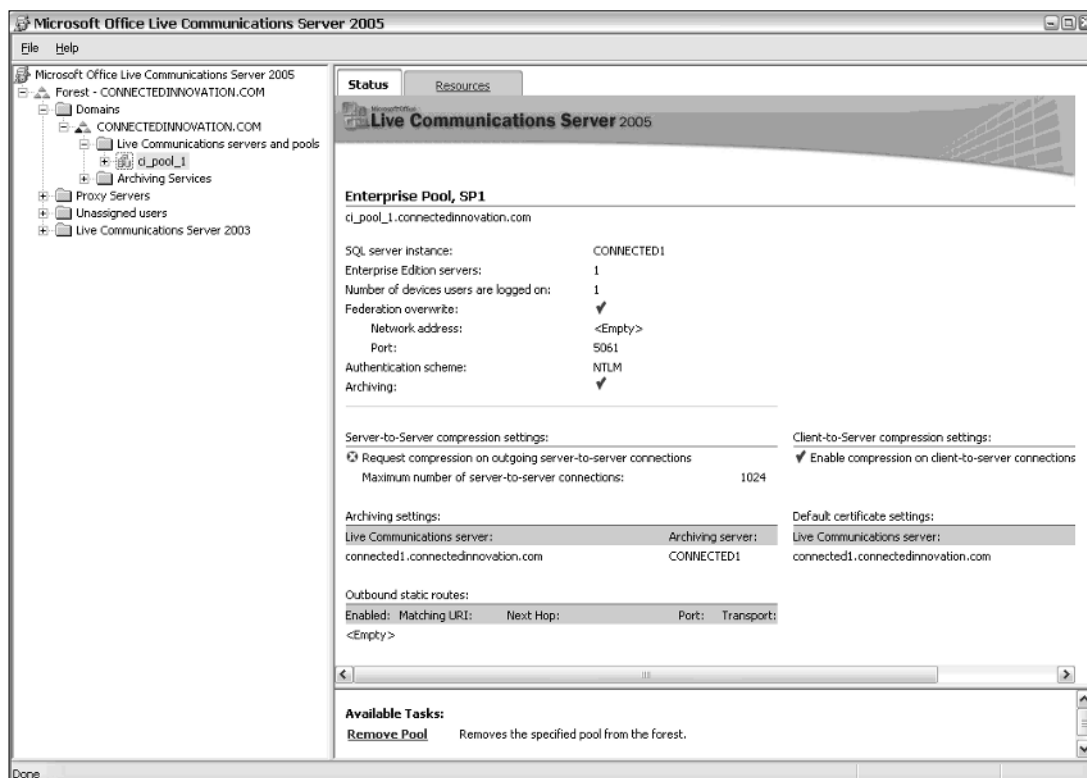 Microsoft Office Live Communications Server 2005
File Help
Microsoft Office Live Communications Server 2005
Forest - CONNECTEDINNOVATION.COM
Domains
CONNECTEDINNOVATION.COM
Live Communications servers and pools
ci_pool_1
Archiving Services
Proxy Servers
Unassigned users
Live Communications Server 2003
Status Resources
Microsoft Office
Live Communications Server 2005
Enterprise Pool, SP1
ci_pool_1.connectedinnovation.com
SQL server instance: CONNECTED1
Enterprise Edition servers: 1
Number of devices users are logged on: 1
Federation overwrite:
Network address: <Empty>
Port: 5061
Authentication scheme: NTLM
Archiving:
Server-to-Server compression settings:
Request compression on outgoing server-to-server connections
Maximum number of server-to-server connections: 1024
Client-to-Server compression settings:
Enable compression on client-to-server connections
Archiving settings:
Live Communications server: Archiving server:
connected1.connectedinnovation.com CONNECTED1
Default certificate settings:
Live Communications server:
connected1.connectedinnovation.com
Outbound static routes:
Enabled: Matching URI: Next Hop: Port: Transport:
<Empty>
Available Tasks:
Remove Pool Removes the specified pool from the forest.
Done